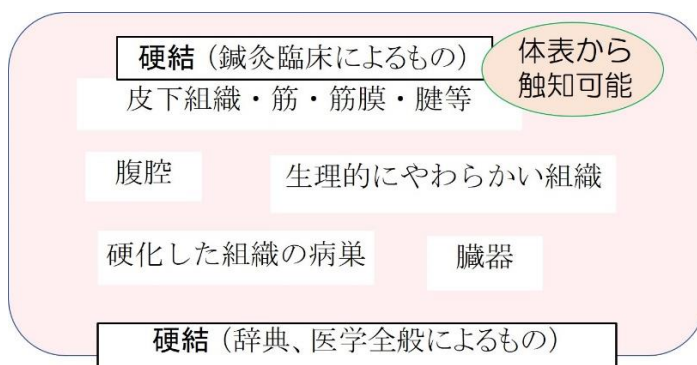 硬結（鍼灸臨床によるもの）
体表から
触知可能
皮下組織・筋・筋膜・腱等
腹腔
生理的にやわらかい組織
硬化した組織の病巣
臓器
硬結（辞典、医学全般によるもの）